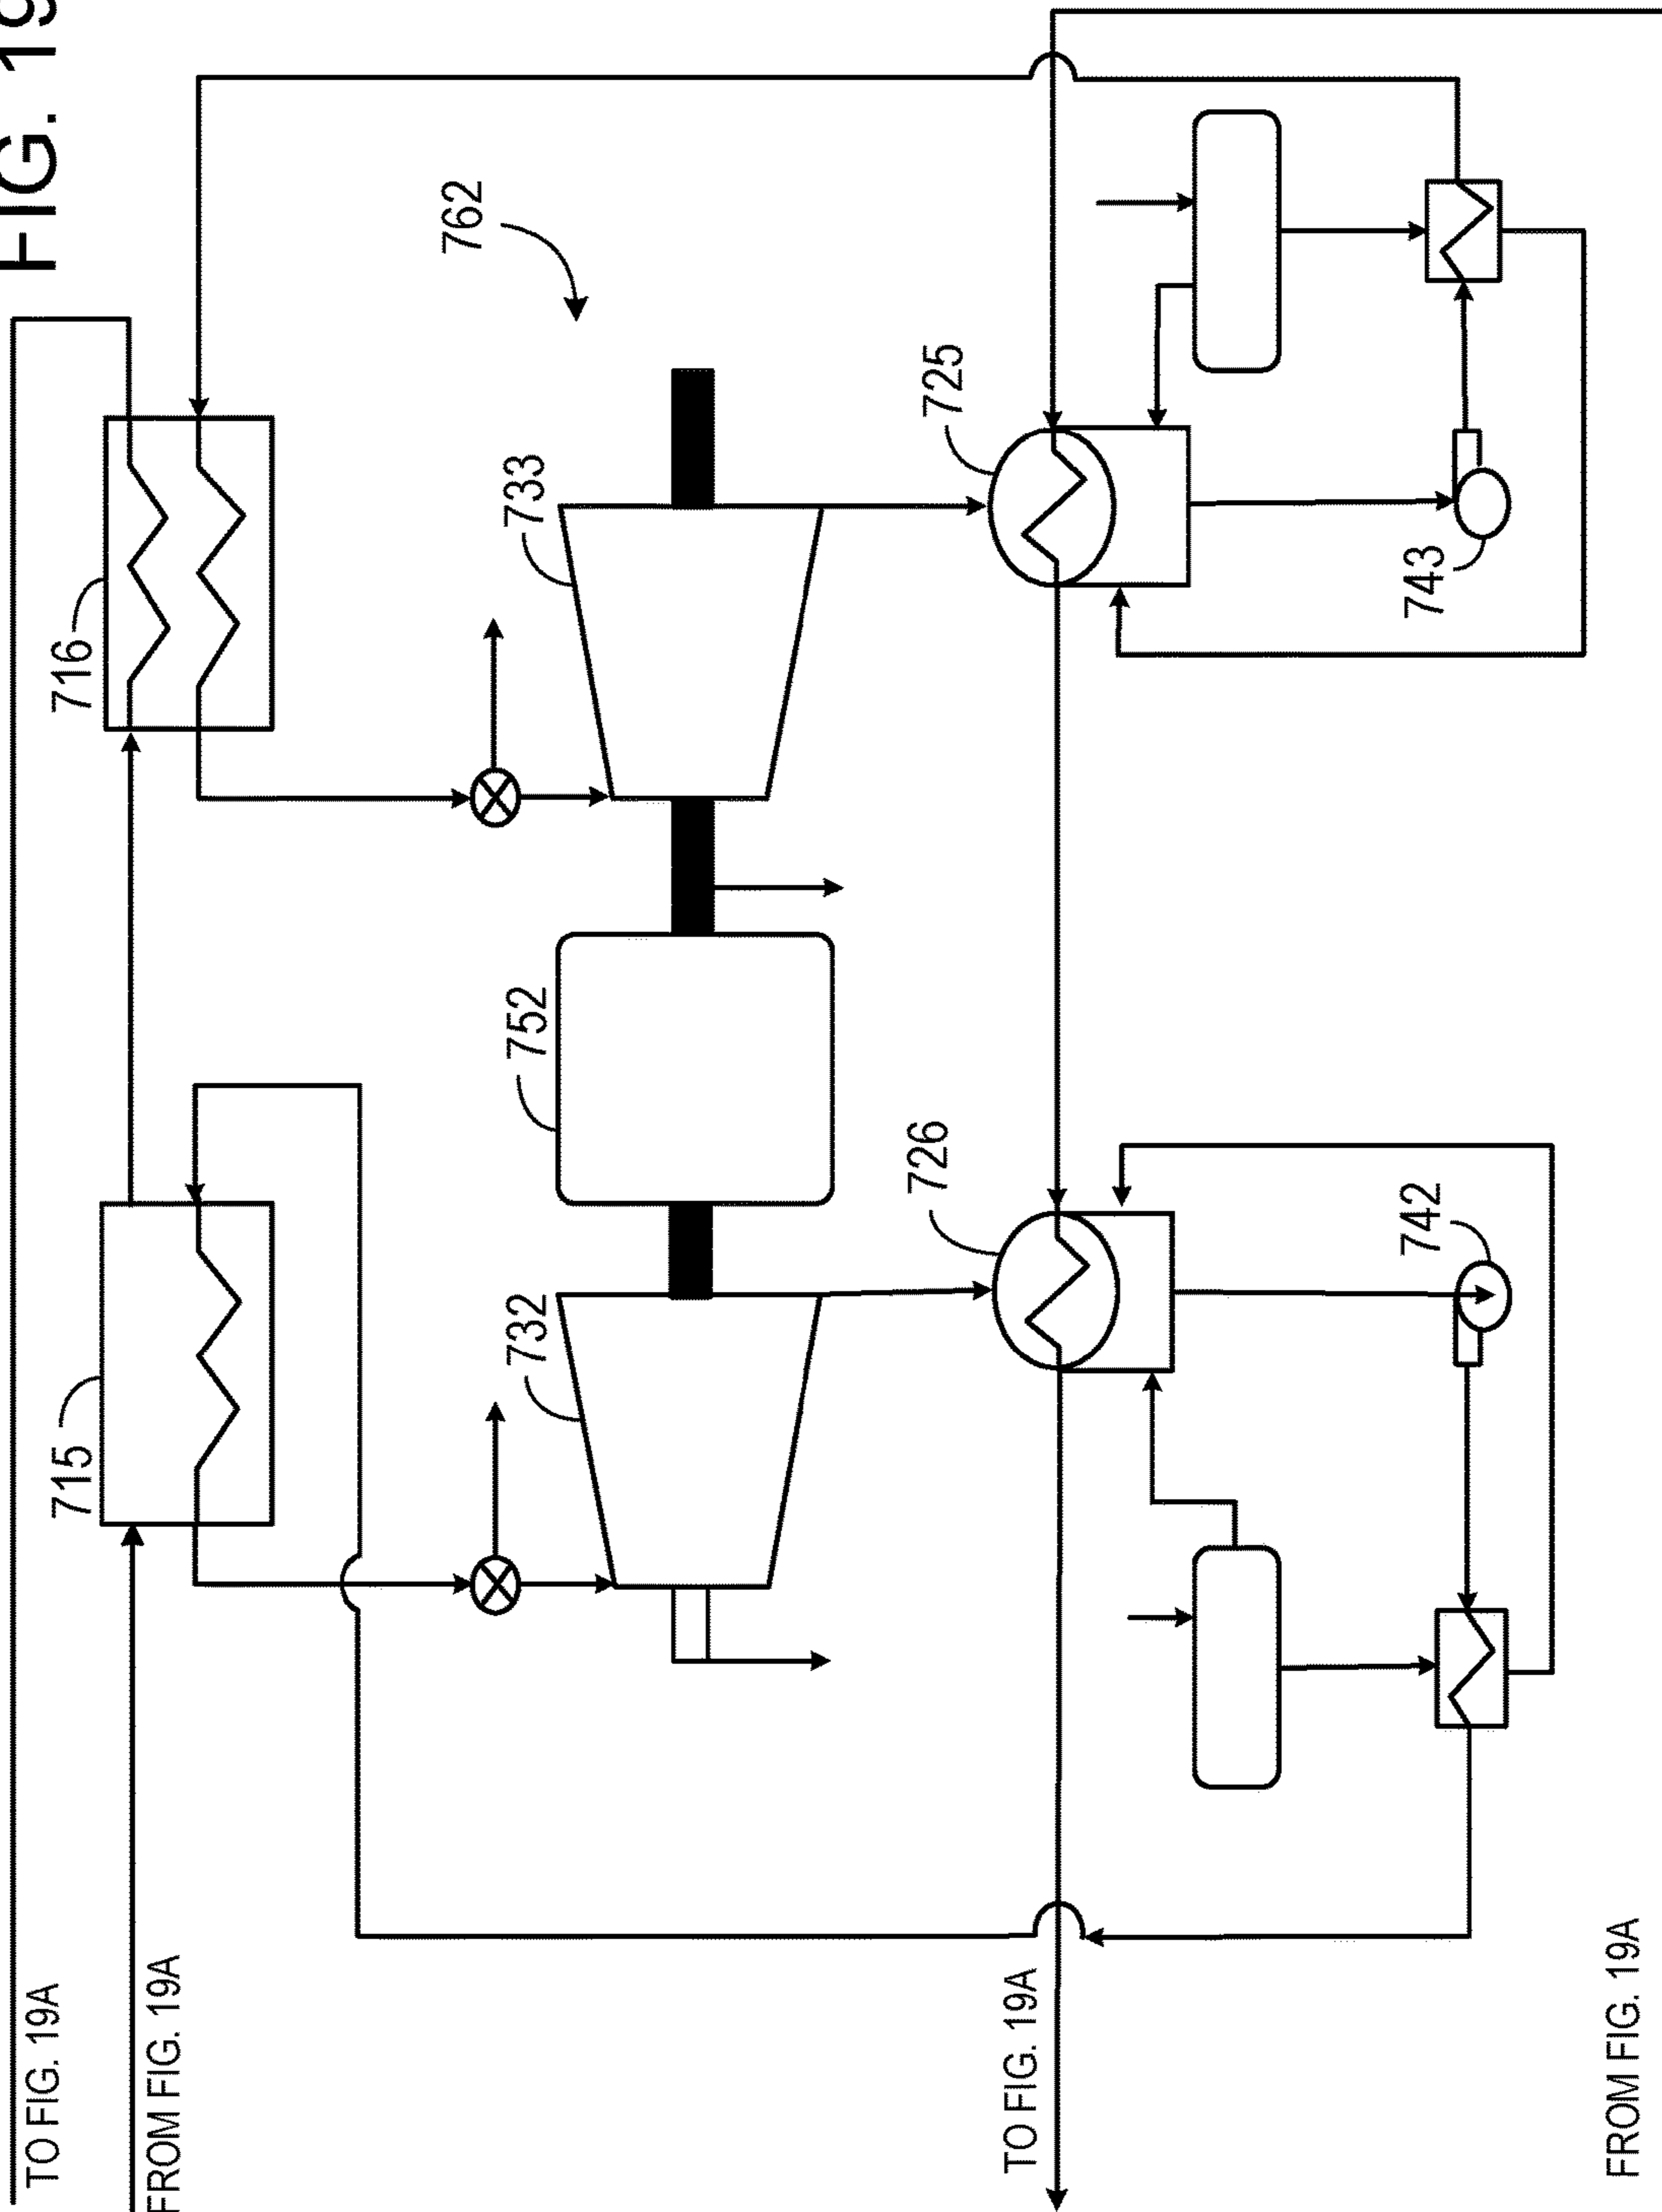 FIG. 19
TO FIG. 19A
715
716
FROM FIG. 19A
762
732
752
733
726
725
TO FIG. 19A
742
743
FROM FIG. 19A